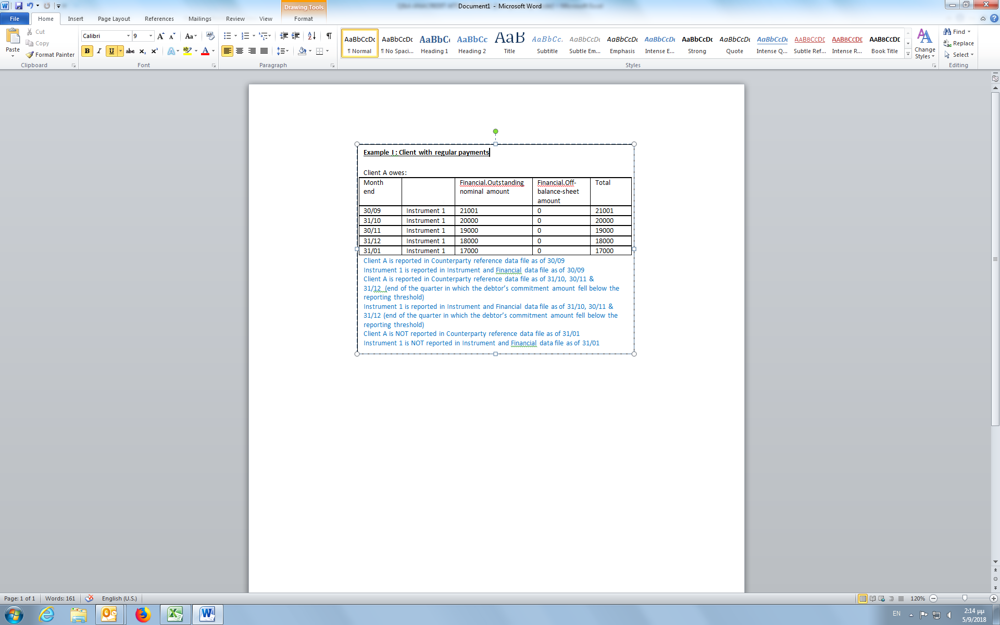 Drawing Tools
Document1 - Microsoft Word
File Home Insert Page Layout References Mailings Review View Format
Paste
Cut
Copy
Format Painter
Clipboard
Calibri 9
Font
Paragraph
AaBbCcDc AaBbCcDc AaBbC AaBbCc AaB AaBbCc. AaBbCcDc AaBbCcDc AaBbCcDc AaBbCcDc AaBbCcDc AaBbCcDc AABBCCDE AABBCCDE AABBCCDE
¶ Normal ¶ No Spaci... Heading 1 Heading 2 Title Subtitle Subtle Em... Emphasis Intense E... Strong Quote Intense Q... Subtle Ref... Intense R... Book Title
Styles
Change Styles
Find
Replace
Select
Editing
Example I : Client with regular payments
Client A owes:
Month end Financial.Outstanding nominal amount Financial.Off-balance-sheet amount Total
30/09 Instrument 1 21001 0 21001
31/10 Instrument 1 20000 0 20000
30/11 Instrument 1 19000 0 19000
31/12 Instrument 1 18000 0 18000
31/01 Instrument 1 17000 0 17000
Client A is reported in Counterparty reference data file as of 30/09
Instrument 1 is reported in Instrument and Financial data file as of 30/09
Client A is reported in Counterparty reference data file as of 31/10, 30/11 &
31/12 (end of the quarter in which the debtor’s commitment amount fell below the
reporting threshold)
Instrument 1 is reported in Instrument and Financial data file as of 31/10, 30/11 &
31/12 (end of the quarter in which the debtor’s commitment amount fell below the
reporting threshold)
Client A is NOT reported in Counterparty reference data file as of 31/01
Instrument 1 is NOT reported in Instrument and Financial data file as of 31/01
Page: 1 of 1 Words: 161 English (U.S.) 120%
EN
2:14 μμ
5/9/2018